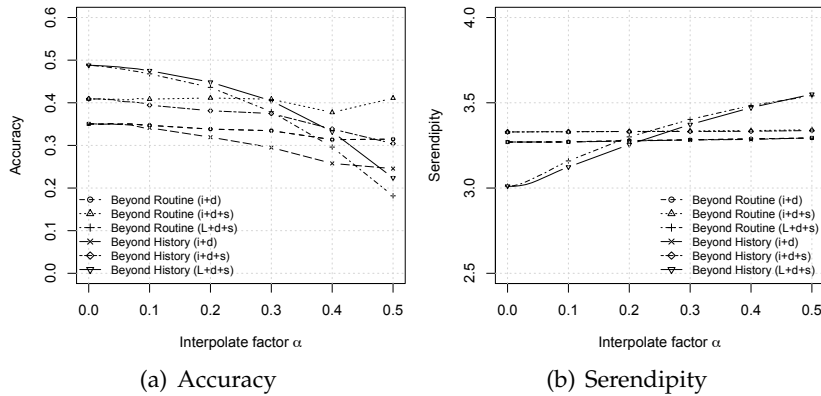 0.6
0.5
0.4
0.3
0.2
0.1
0.0
Accuracy
Beyond Routine (i+d)
Beyond Routine (i+d+s)
Beyond Routine (L+d+s)
Beyond History (i+d)
Beyond History (i+d+s)
Beyond History (L+d+s)
0.0 0.1 0.2 0.3 0.4 0.5
Interpolate factor α
(a) Accuracy
4.0
3.5
3.0
2.5
Serendipity
Beyond Routine (i+d)
Beyond Routine (i+d+s)
Beyond Routine (L+d+s)
Beyond History (i+d)
Beyond History (i+d+s)
Beyond History (L+d+s)
0.0 0.1 0.2 0.3 0.4 0.5
Interpolate factor α
(b) Serendipity